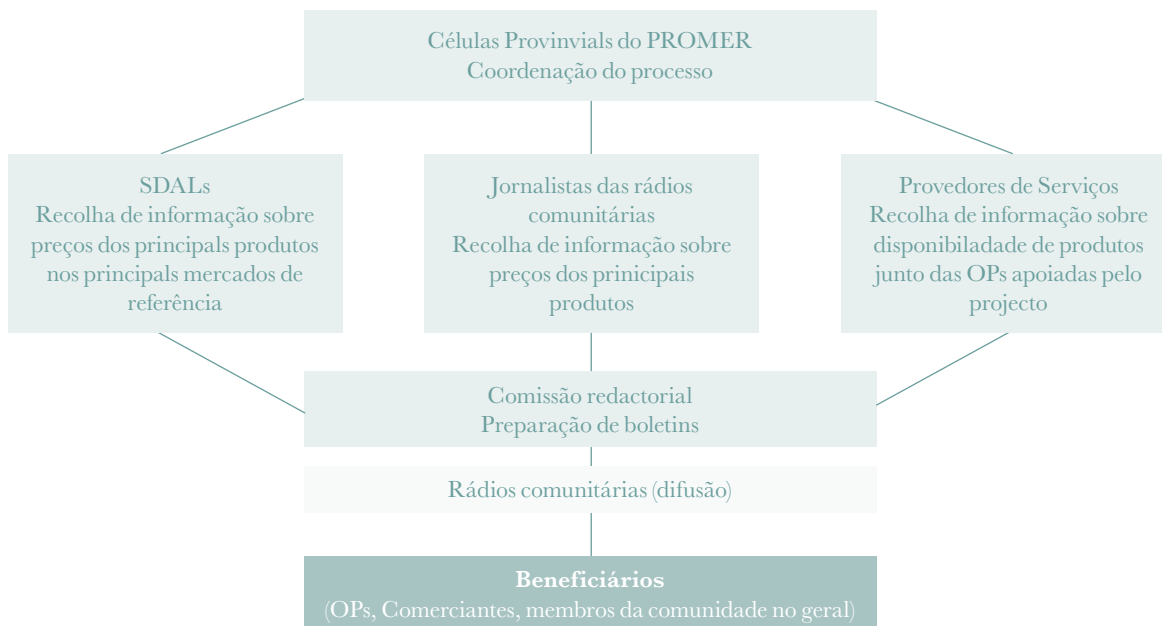 Células Provinvials do PROMER
Coordenação do processo
SDALs
Recolha de informação sobre
preços dos principals produtos
nos principals mercados de
referência
Jornalistas das rádios
comunitárias
Recolha de informação sobre
preços dos prinicipais
produtos
Provedores de Serviços
Recolha de informação sobre
disponibiladade de produtos
junto das OPs apoiadas pelo
projecto
Comissão redactorial
Preparação de boletins
Rádios comunitárias (difusão)
Beneficiários
(OPs, Comerciantes, membros da comunidade no geral)